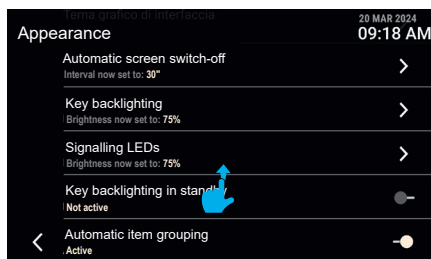 Tema grafico di interfaccia
20 MAR 2024
Appearance
09:18 AM
Automatic screen switch-off
Interval now set to: 30"
Key backlighting
Brightness now set to: 75%
Signalling LEDs
Brightness now set to: 75%
Key backlighting in standby
Not active
Automatic item grouping
Active